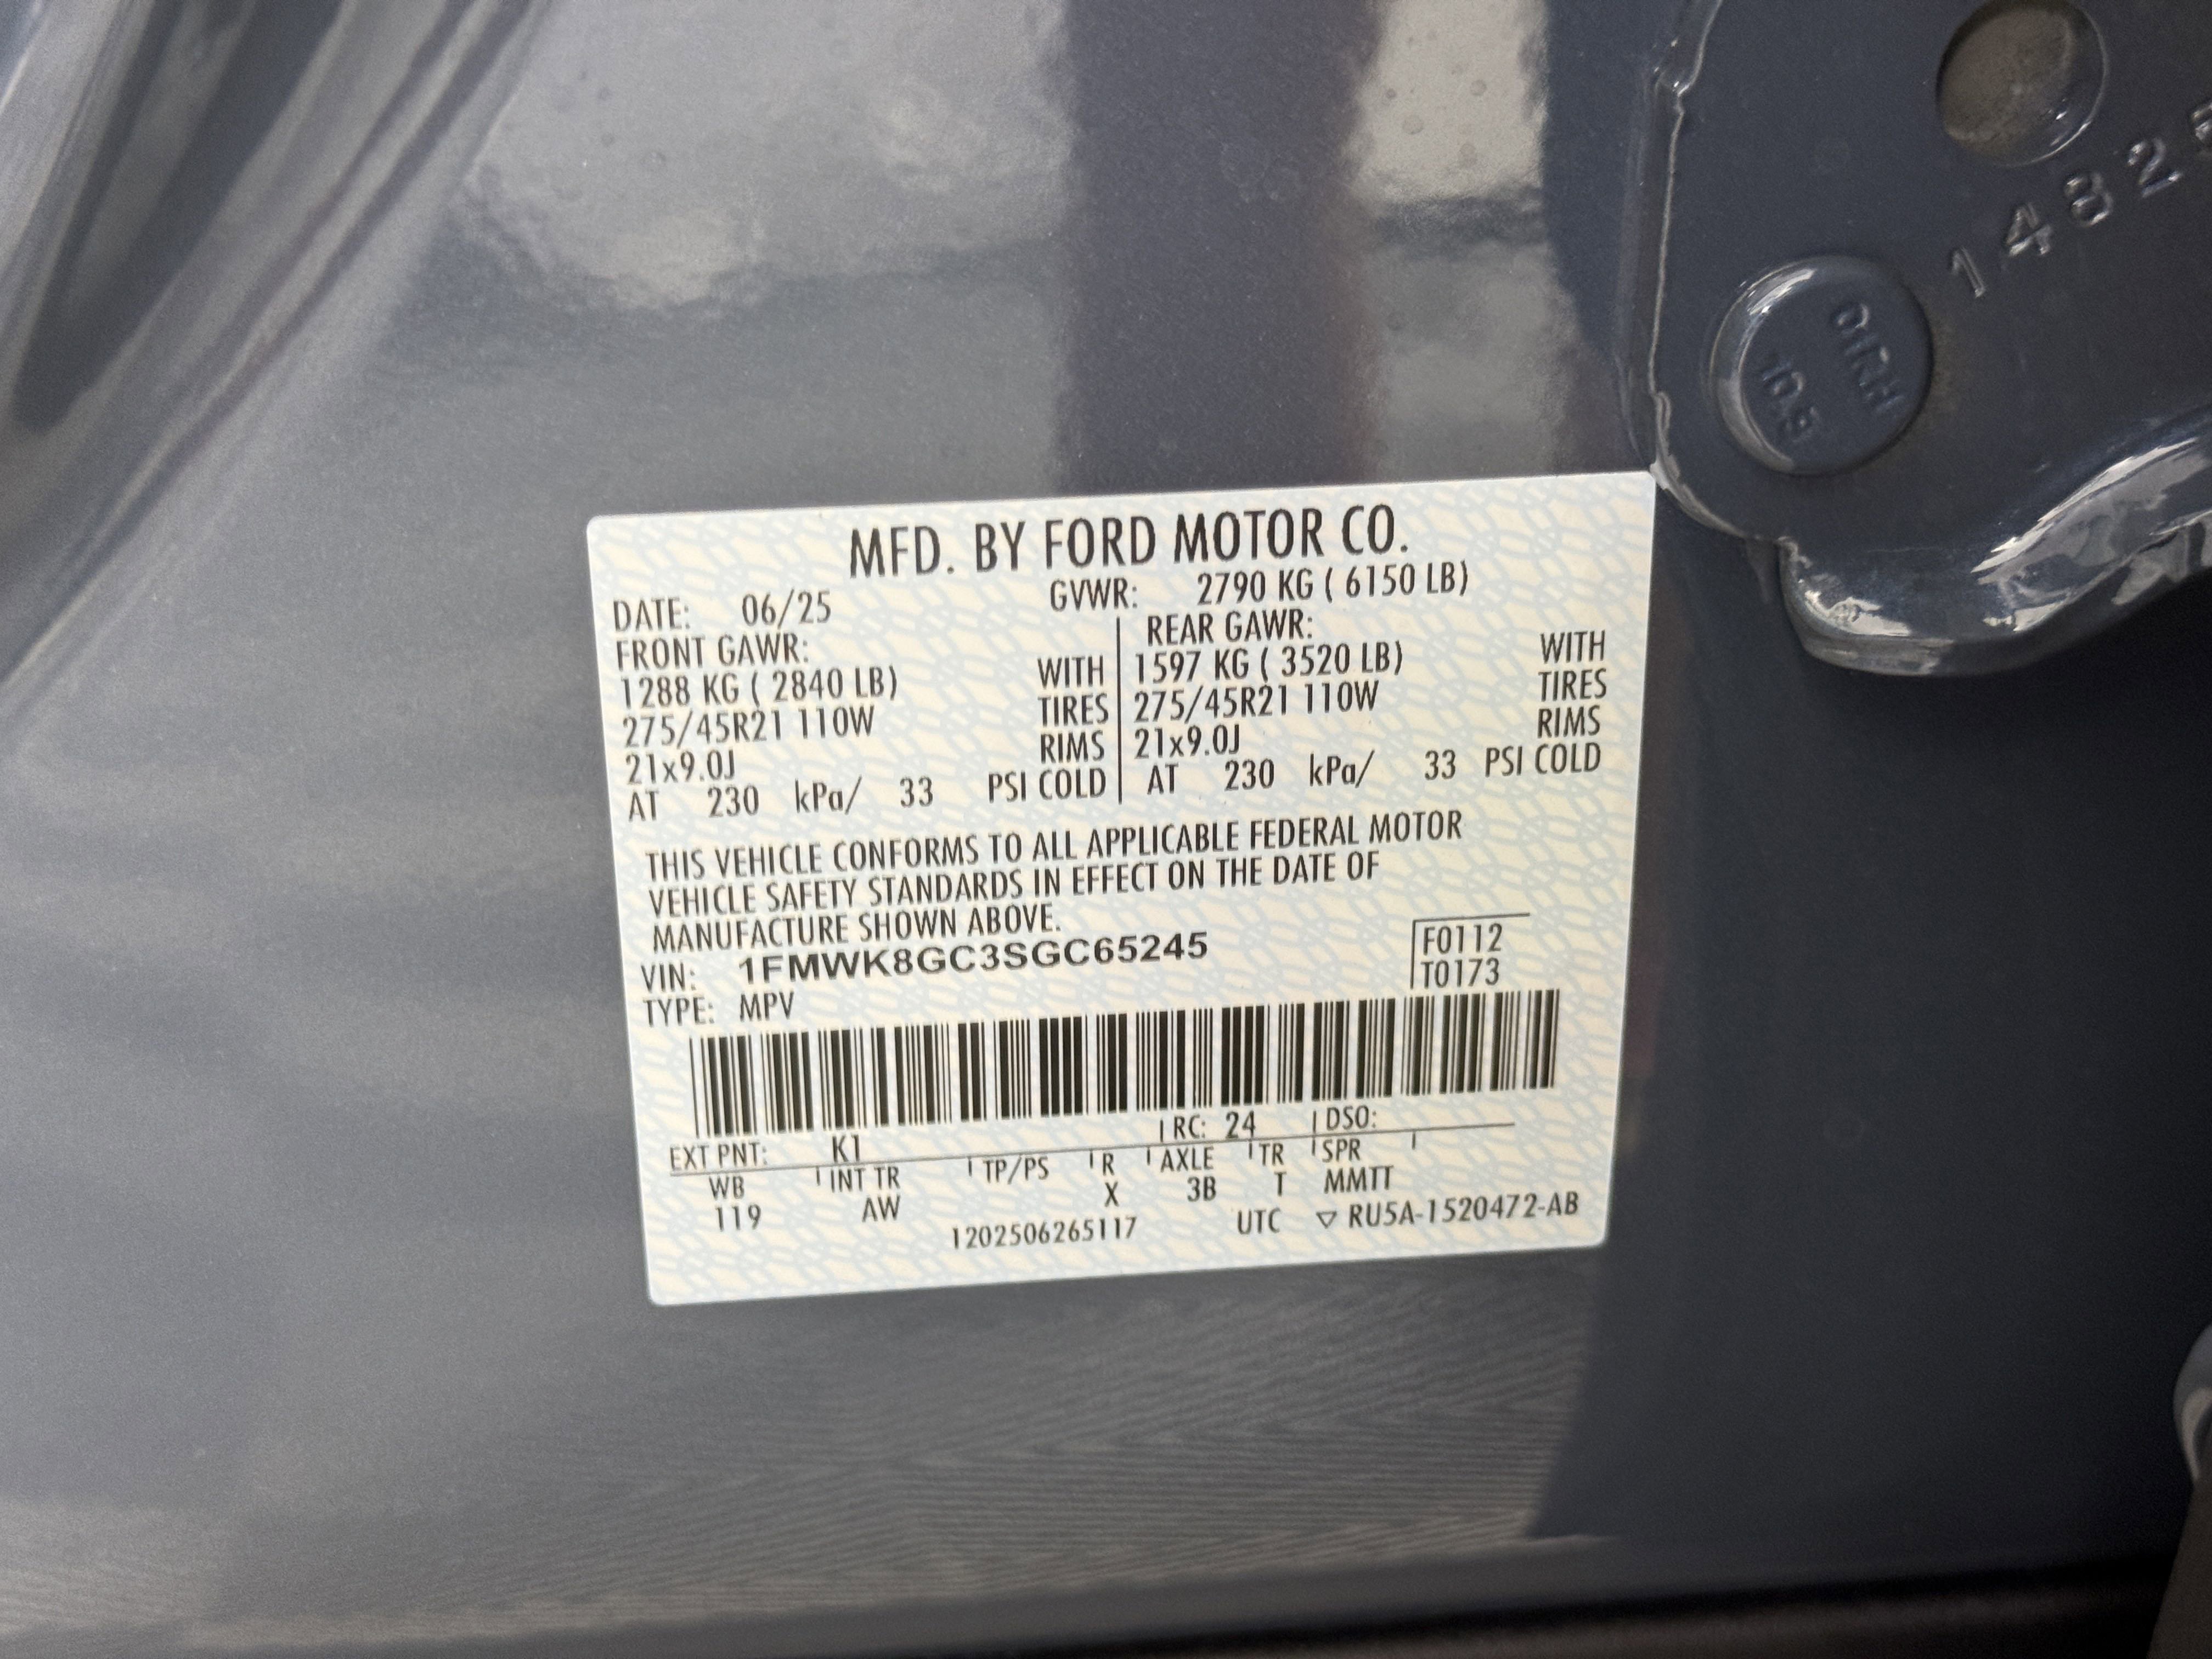 1482
MFD. BY FORD MOTOR CO.
DATE: 06/25 GVWR: 2790 KG ( 6150 LB)
FRONT GAWR: REAR GAWR:
1288 KG ( 2840 LB) WITH 1597 KG ( 3520 LB) WITH
275/45R21 110W TIRES 275/45R21 110W TIRES
21x9.0J RIMS 21x9.0J RIMS
AT 230 kPa/ 33 PSI COLD AT 230 kPa/ 33 PSI COLD
THIS VEHICLE CONFORMS TO ALL APPLICABLE FEDERAL MOTOR
VEHICLE SAFETY STANDARDS IN EFFECT ON THE DATE OF
MANUFACTURE SHOWN ABOVE.
VIN: 1FMWK8GC3SGC65245 F0112
TYPE: MPV T0173
EXT PNT: K1 RC: 24 DSO:
WB INT TR TP/PS R AXLE TR SPR
119 AW X 3B T MMTT
1202506265117 UTC ▽ RU5A-1520472-AB